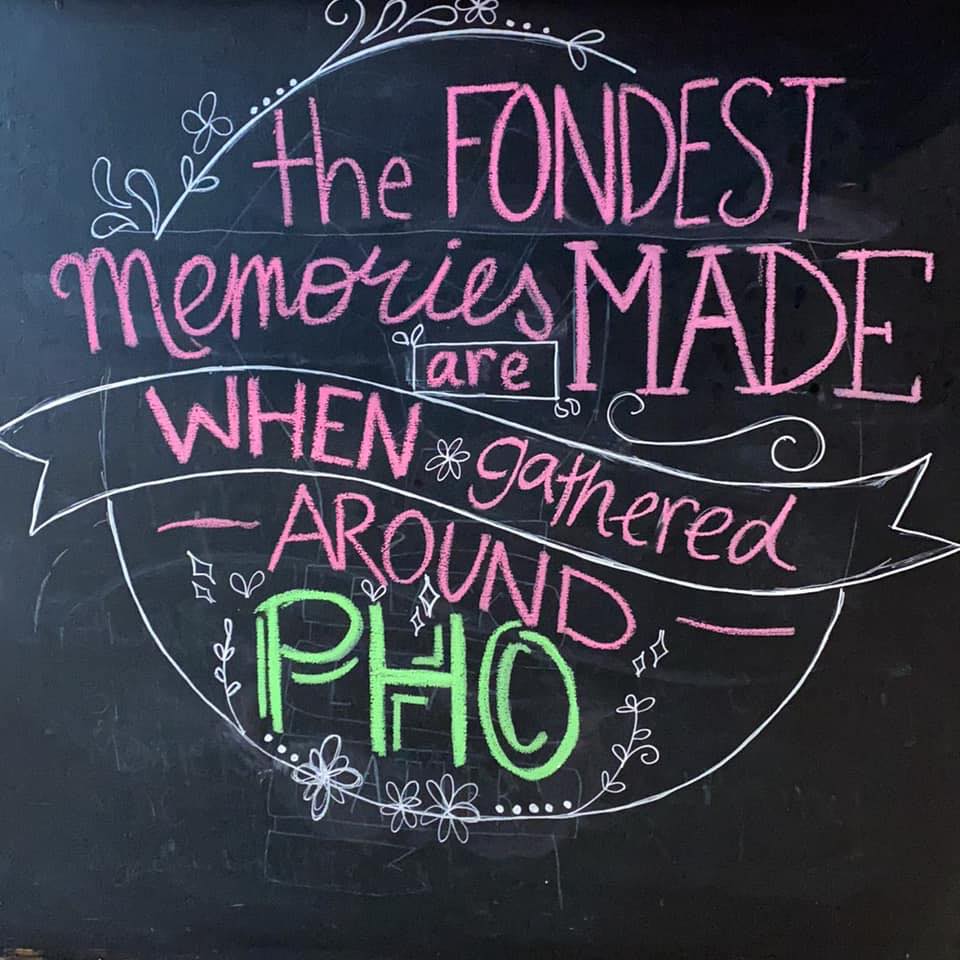 the FONDEST
memories are MADE
WHEN gathered
AROUND
PHO